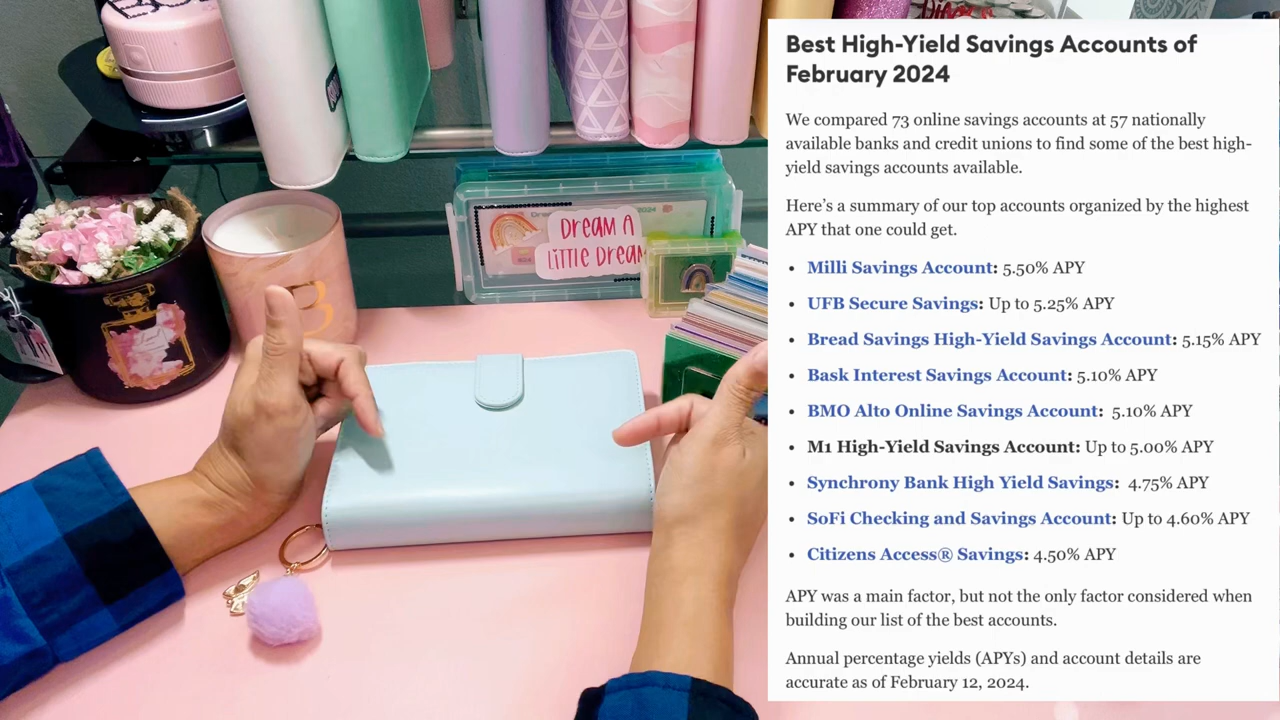 Best High-Yield Savings Accounts of
February 2024
We compared 73 online savings accounts at 57 nationally
available banks and credit unions to find some of the best high-
yield savings accounts available.
Here's a summary of our top accounts organized by the highest
APY that one could get.
• Milli Savings Account: 5.50% APY
• UFB Secure Savings: Up to 5.25% APY
• Bread Savings High-Yield Savings Account: 5.15% APY
• Bask Interest Savings Account: 5.10% APY
• BMO Alto Online Savings Account: 5.10% APY
• M1 High-Yield Savings Account: Up to 5.00% APY
• Synchrony Bank High Yield Savings: 4.75% APY
• SoFi Checking and Savings Account: Up to 4.60% APY
• Citizens Access® Savings: 4.50% APY
APY was a main factor, but not the only factor considered when
building our list of the best accounts.
Annual percentage yields (APYs) and account details are
accurate as of February 12, 2024.
DREAM A
LITTLE DREAM
B